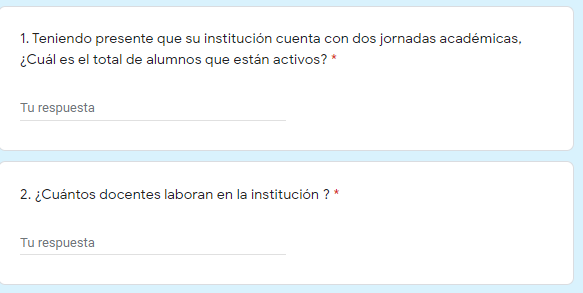 1. Teniendo presente que su institución cuenta con dos jornadas académicas,
¿Cuál es el total de alumnos que están activos? *
Tu respuesta
2. ¿Cuántos docentes laboran en la institución ? *
Tu respuesta